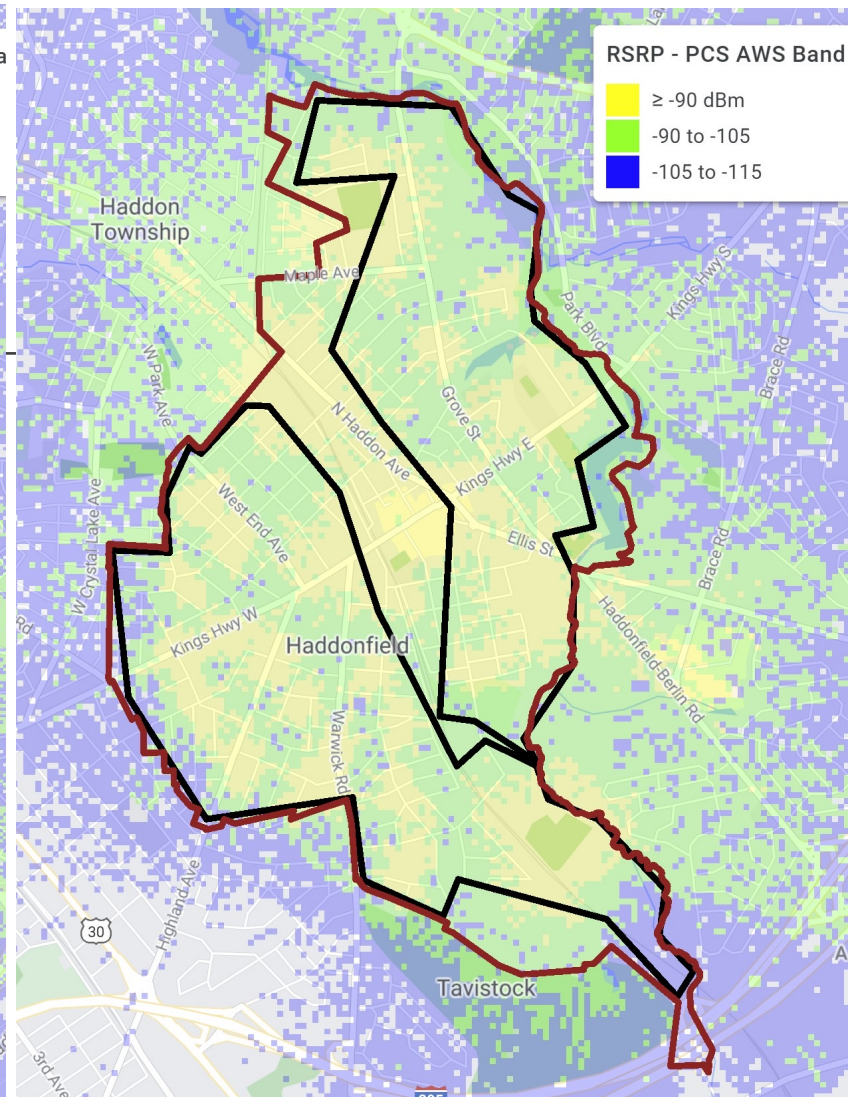 RSRP - PCS AWS Band
≥ -90 dBm
-90 to -105
-105 to -115
Haddon
Township
Maple Ave
Kings Hwy S
Park Blvd
Brace Rd
W Park Ave
Grove St
N Haddon Ave
Kings Hwy E
West End Ave
W Crystal Lake Ave
Ellis St
Brace Rd
Kings Hwy W
Haddonfield
Haddonfield-Berlin Rd
Rd
Warwick Rd
Highland Ave
30
Tavistock
3rd Ave